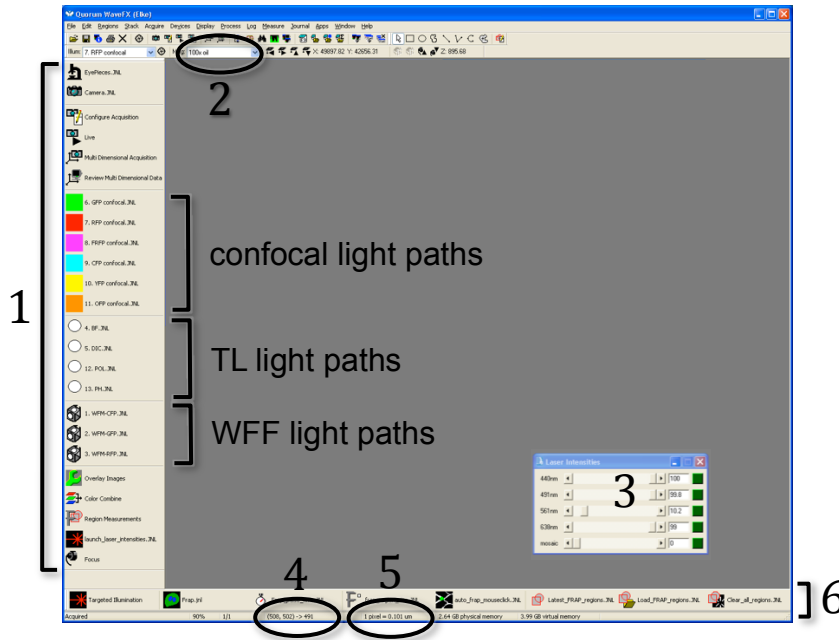 Quorum WaveFX (Elke)
File Edit Regions Stack Acquire Devices Display Process Log Measure Journal Apps Window Help
Illum: 7. RFP confocal
100x oil
X: 49897.82 Y: 42656.31
Z: 895.68
2
EyePieces.JNL
Camera.JNL
Configure Acquisition
Live
Multi Dimensional Acquisition
Review Multi Dimensional Data
6. GFP confocal.JNL
7. RFP confocal.JNL
8. FRFP confocal.JNL
9. CFP confocal.JNL
10. YFP confocal.JNL
11. OFP confocal.JNL
confocal light paths
1
4. BF.JNL
5. DIC.JNL
12. POL.JNL
13. FM.JNL
TL light paths
1. WFM-CFP.JNL
2. WFM-GFP.JNL
3. WFM-RFP.JNL
WFF light paths
Overlay Images
Color Combine
Region Measurements
launch_laser_intensities.JNL
Focus
Laser Intensities
440nm 100
491nm 99.8
561nm 10.2
638nm 99
mosaic 0
3
4
5
Targeted Illumination
Frap.jnl
auto_frap_mouseclick.JNL
Latest_FRAP_regions.JNL
Load_FRAP_regions.JNL
Clear_all_regions.JNL
6
Acquired 90% 1/1 (508, 502) -> 491 1 pixel = 0.101 um 2.64 GB physical memory 3.99 GB virtual memory